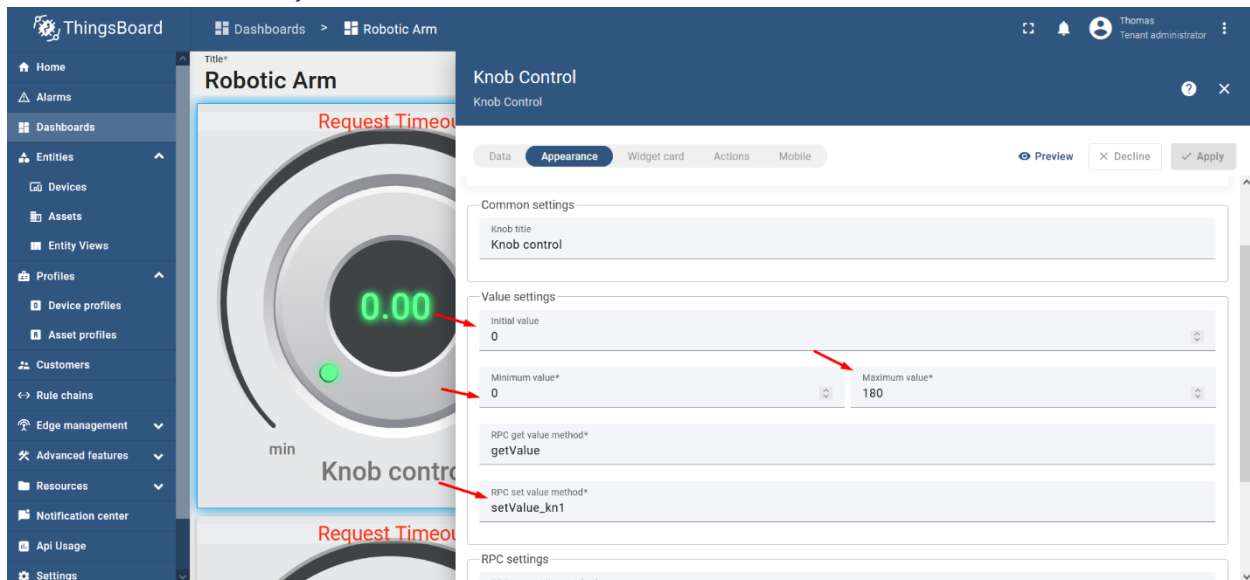 ThingsBoard
Dashboards > Robotic Arm
Thomas
Tenant administrator
Home
Alarms
Dashboards
Entities
Devices
Assets
Entity Views
Profiles
Device profiles
Asset profiles
Customers
Rule chains
Edge management
Advanced features
Resources
Notification center
Api Usage
Settings
Title*
Robotic Arm
Request Timeou
0.00
min
Knob contro
Request Timeou
Knob Control
Knob Control
Data Appearance Widget card Actions Mobile
Preview Decline Apply
Common settings
Knob title
Knob control
Value settings
Initial value
0
Minimum value*
0
Maximum value*
180
RPC get value method*
getValue
RPC set value method*
setValue_kn1
RPC settings